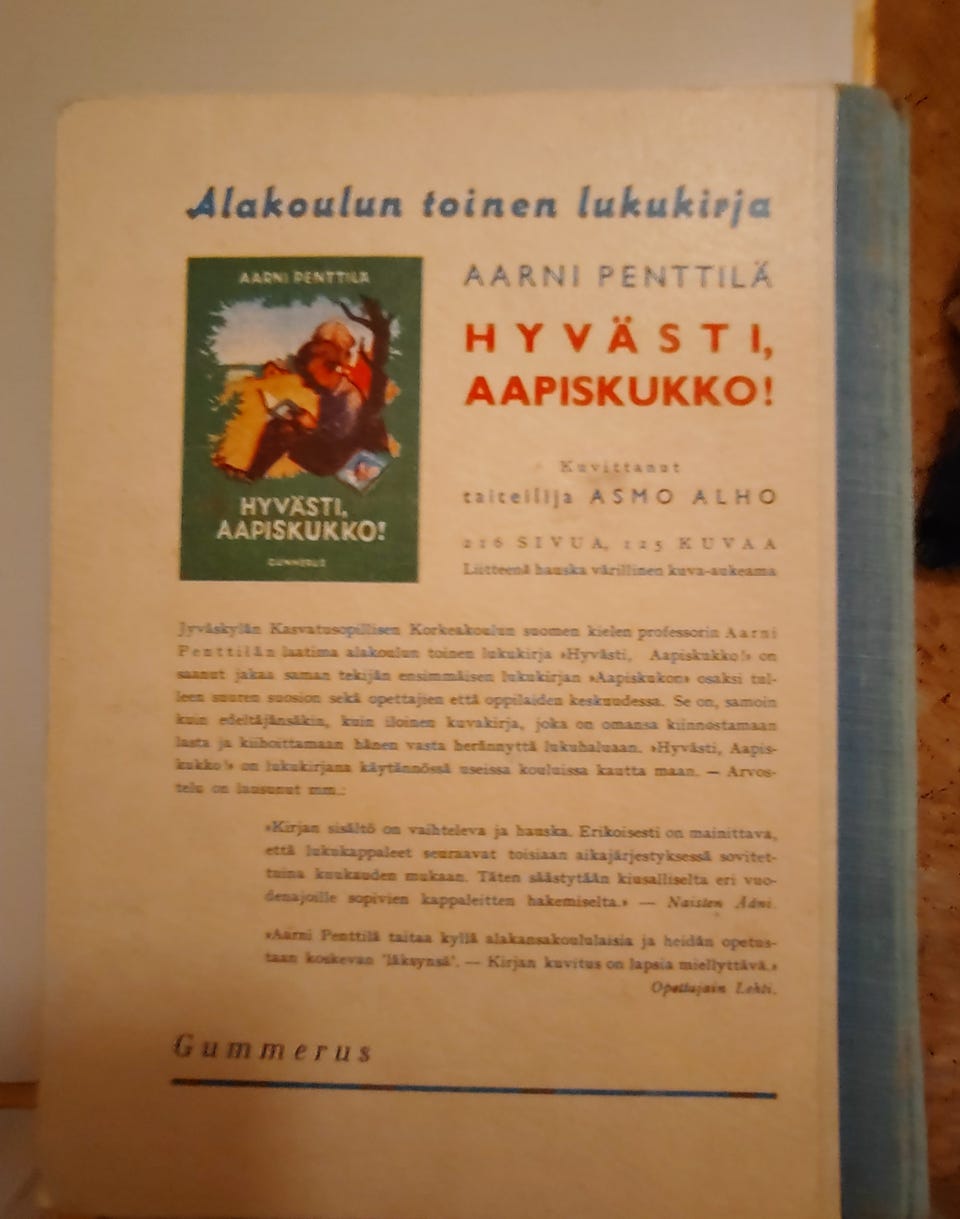 Alakoulun toinen lukukirja
AARNI PENTTILÄ
HYVÄSTI,
AAPISKUKKO!
GUMMERUS
AARNI PENTTILÄ
HYVÄSTI,
AAPISKUKKO!
Kuvittanut
taiteilija ASMO ALHO
216 SIVUA, 125 KUVAA
Liitteenä hauska värillinen kuva-aukeama
Jyväskylän Kasvatusopillisen Korkeakoulun suomen kielen professorin Aarni
Penttilän laatima alakoulun toinen lukukirja »Hyvästi, Aapiskukko!» on
saanut jakaa saman tekijän ensimmäisen lukukirjan »Aapiskukon» osaksi tul-
leen suuren suosion sekä opettajien että oppilaiden keskuudessa. Se on, samoin
kuin edeltäjänsäkin, kuin iloinen kuvakirja, joka on omansa kiinnostamaan
lasta ja kiihoittamaan hänen vasta herännyttä lukuhaluaan. »Hyvästi, Aapis-
kukko!» on lukukirjana käytännössä useissa kouluissa kautta maan. — Arvos-
telu on lausunut mm.:
»Kirjan sisältö on vaihteleva ja hauska. Erikoisesti on mainittava,
että lukukappaleet seuraavat toisiaan aikajärjestyksessä sovitet-
tuina kuukauden mukaan. Täten säästytään kiusalliselta eri vuo-
denajoille sopivien kappaleitten hakemiselta.» — Naisten Ääni.
»Aarni Penttilä taitaa kyllä alakansakoululaisia ja heidän opetus-
taan koskevan 'läksynsä'. — Kirjan kuvitus on lapsia miellyttävä.»
Opettajain Lehti.
Gummerus